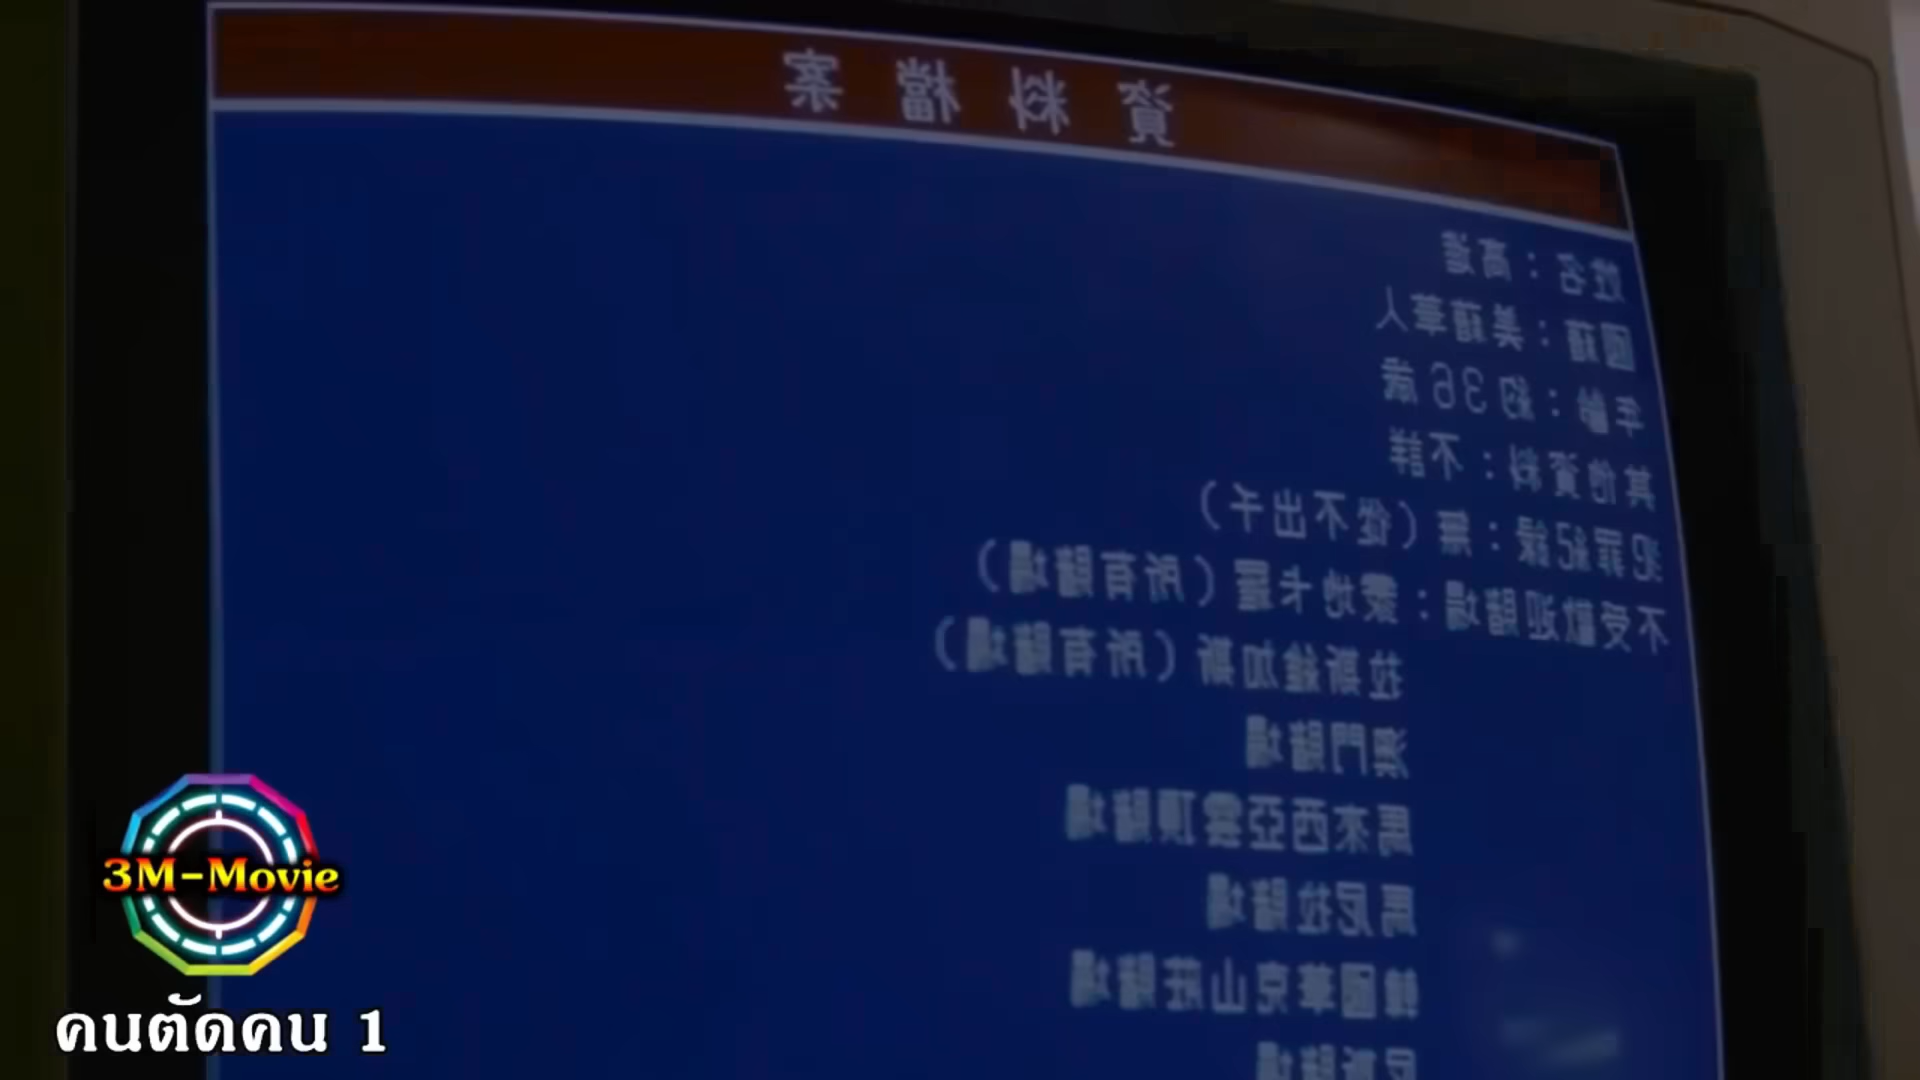 資料檔案
姓名：高進
國籍：美籍華人
年齡：約36歲
其他資料：不詳
犯罪紀錄：無（從不出千）
不受歡迎賭場：蒙地卡羅（所有賭場）
拉斯維加斯（所有賭場）
澳門賭場
馬來西亞雲頂賭場
馬尼拉賭場
韓國華克山莊賭場
尼斯賭場
3M-Movie
คนตัดคน 1